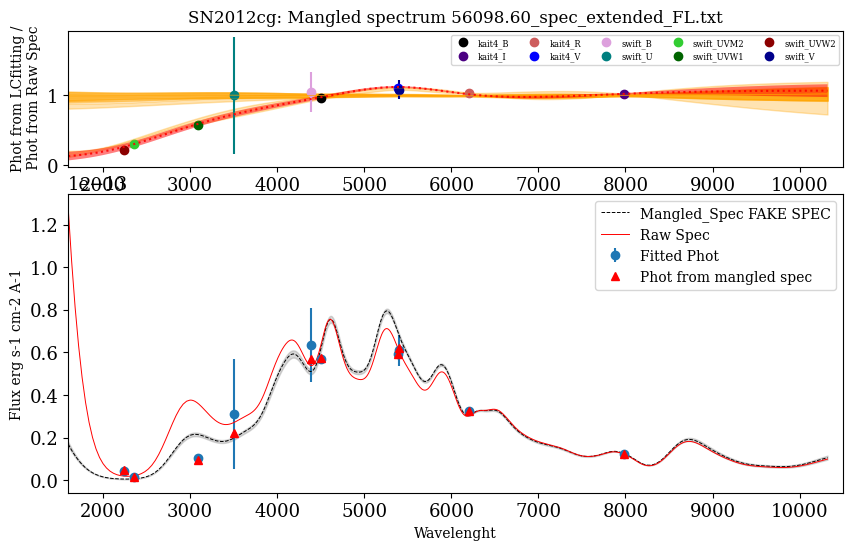 SN2012cg: Mangled spectrum 56098.60_spec_extended_FL.txt
Phot from LCfitting /
Phot from Raw Spec
kait4_B kait4_R swift_B swift_UVM2 swift_UVW2
kait4_I kait4_V swift_U swift_UVW1 swift_V
1
0
2000 3000 4000 5000 6000 7000 8000 9000 10000
1e−13
Flux erg s-1 cm-2 A-1
Mangled_Spec FAKE SPEC
Raw Spec
Fitted Phot
Phot from mangled spec
1.2
1.0
0.8
0.6
0.4
0.2
0.0
2000 3000 4000 5000 6000 7000 8000 9000 10000
Wavelenght